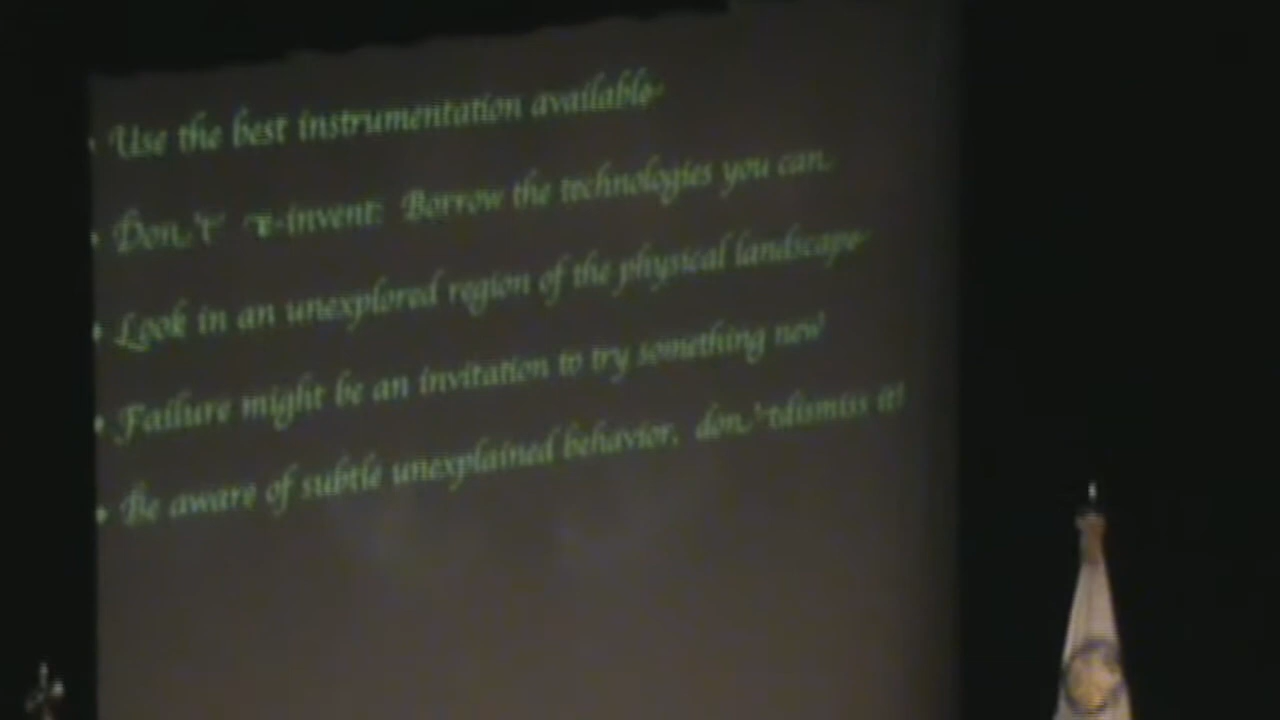 • Use the best instrumentation available
• Don't re-invent: Borrow the technologies you can.
• Look in an unexplored region of the physical landscape
• Failure might be an invitation to try something new
• Be aware of subtle unexplained behavior, don't dismiss it!